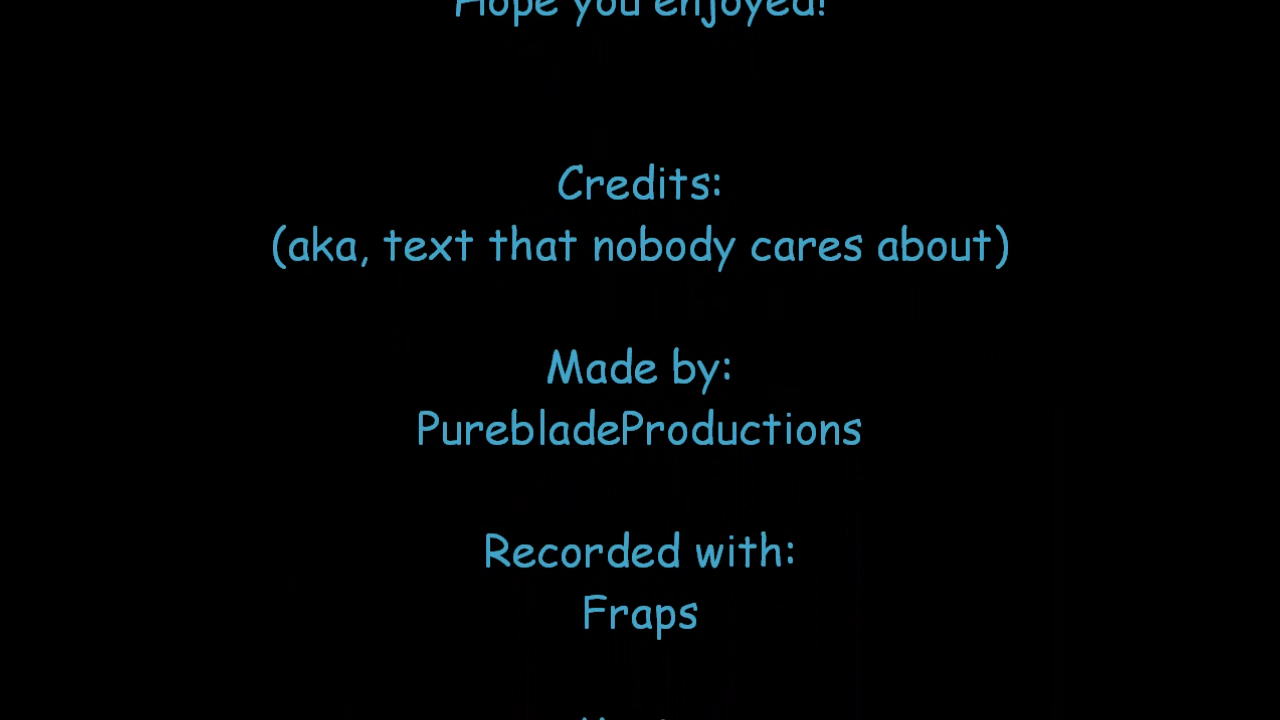 Hope you enjoyed!
Credits:
(aka, text that nobody cares about)
Made by:
PurebladeProductions
Recorded with:
Fraps